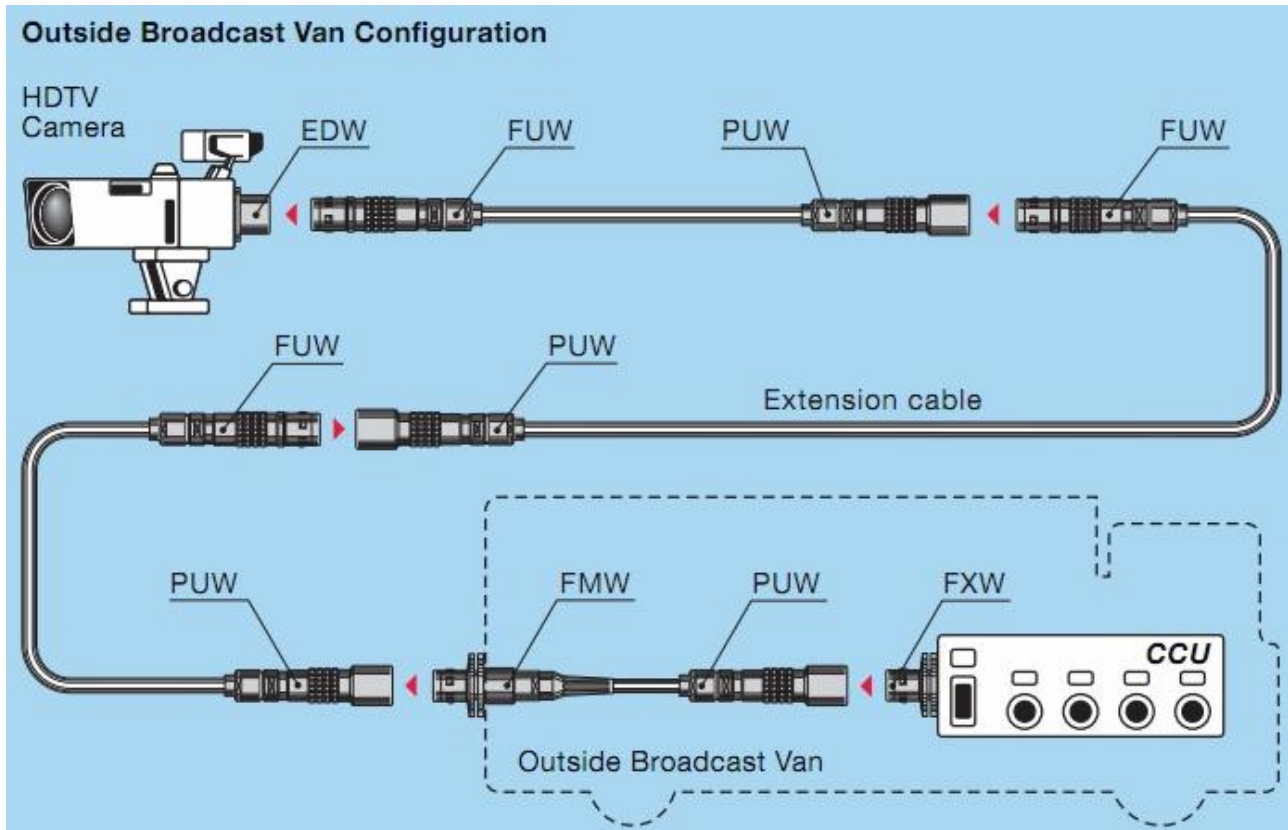 Outside Broadcast Van Configuration
HDTV
Camera
EDW
FUW
PUW
FUW
FUW
PUW
Extension cable
PUW
FMW
PUW
FXW
CCU
Outside Broadcast Van